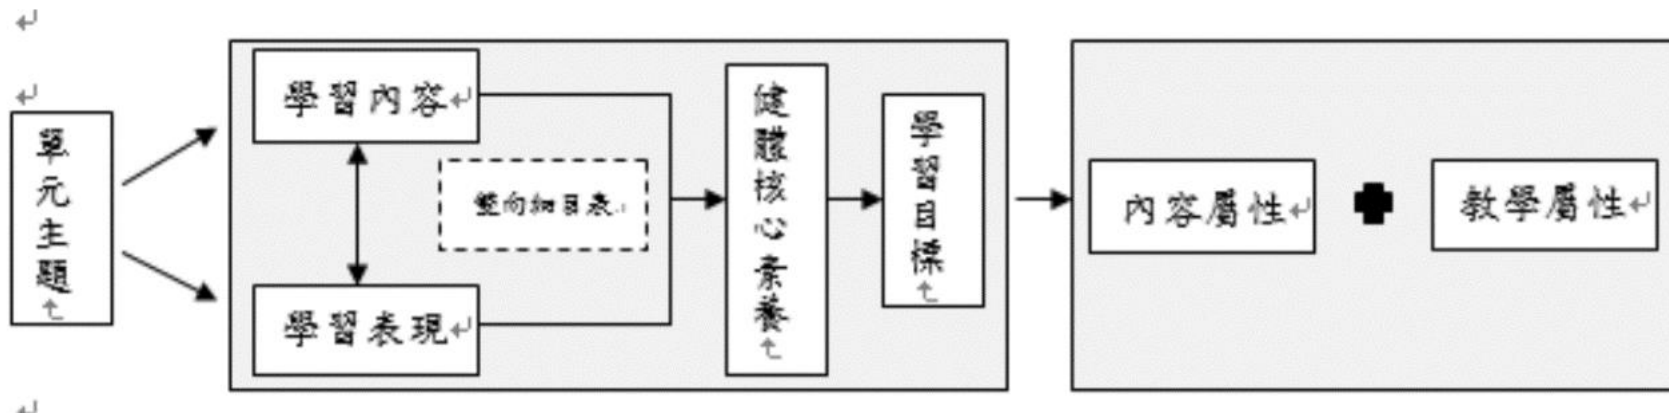 單元主題
學習內容
雙向細目表
學習表現
健體核心素養
學習目標
內容屬性
教學屬性